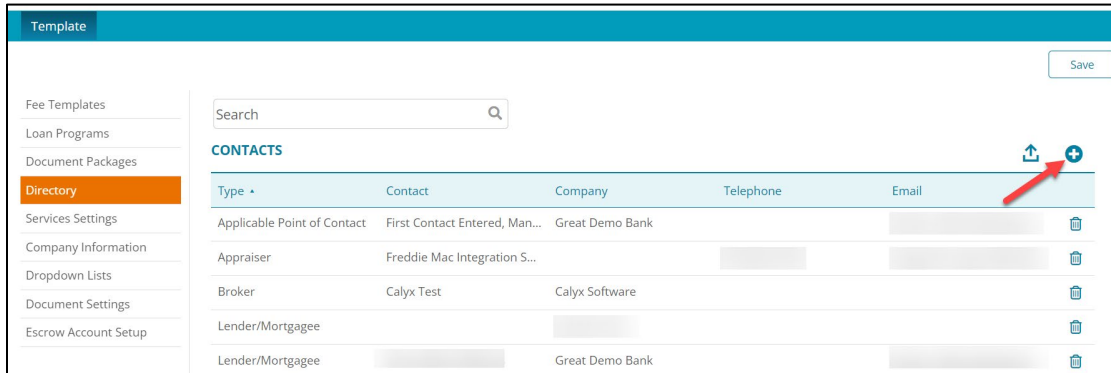 Template
Save
Fee Templates
Loan Programs
Document Packages
Directory
Services Settings
Company Information
Dropdown Lists
Document Settings
Escrow Account Setup
Search
CONTACTS
Type Contact Company Telephone Email
Applicable Point of Contact First Contact Entered, Man... Great Demo Bank
Appraiser Freddie Mac Integration S...
Broker Calyx Test Calyx Software
Lender/Mortgagee
Lender/Mortgagee Great Demo Bank